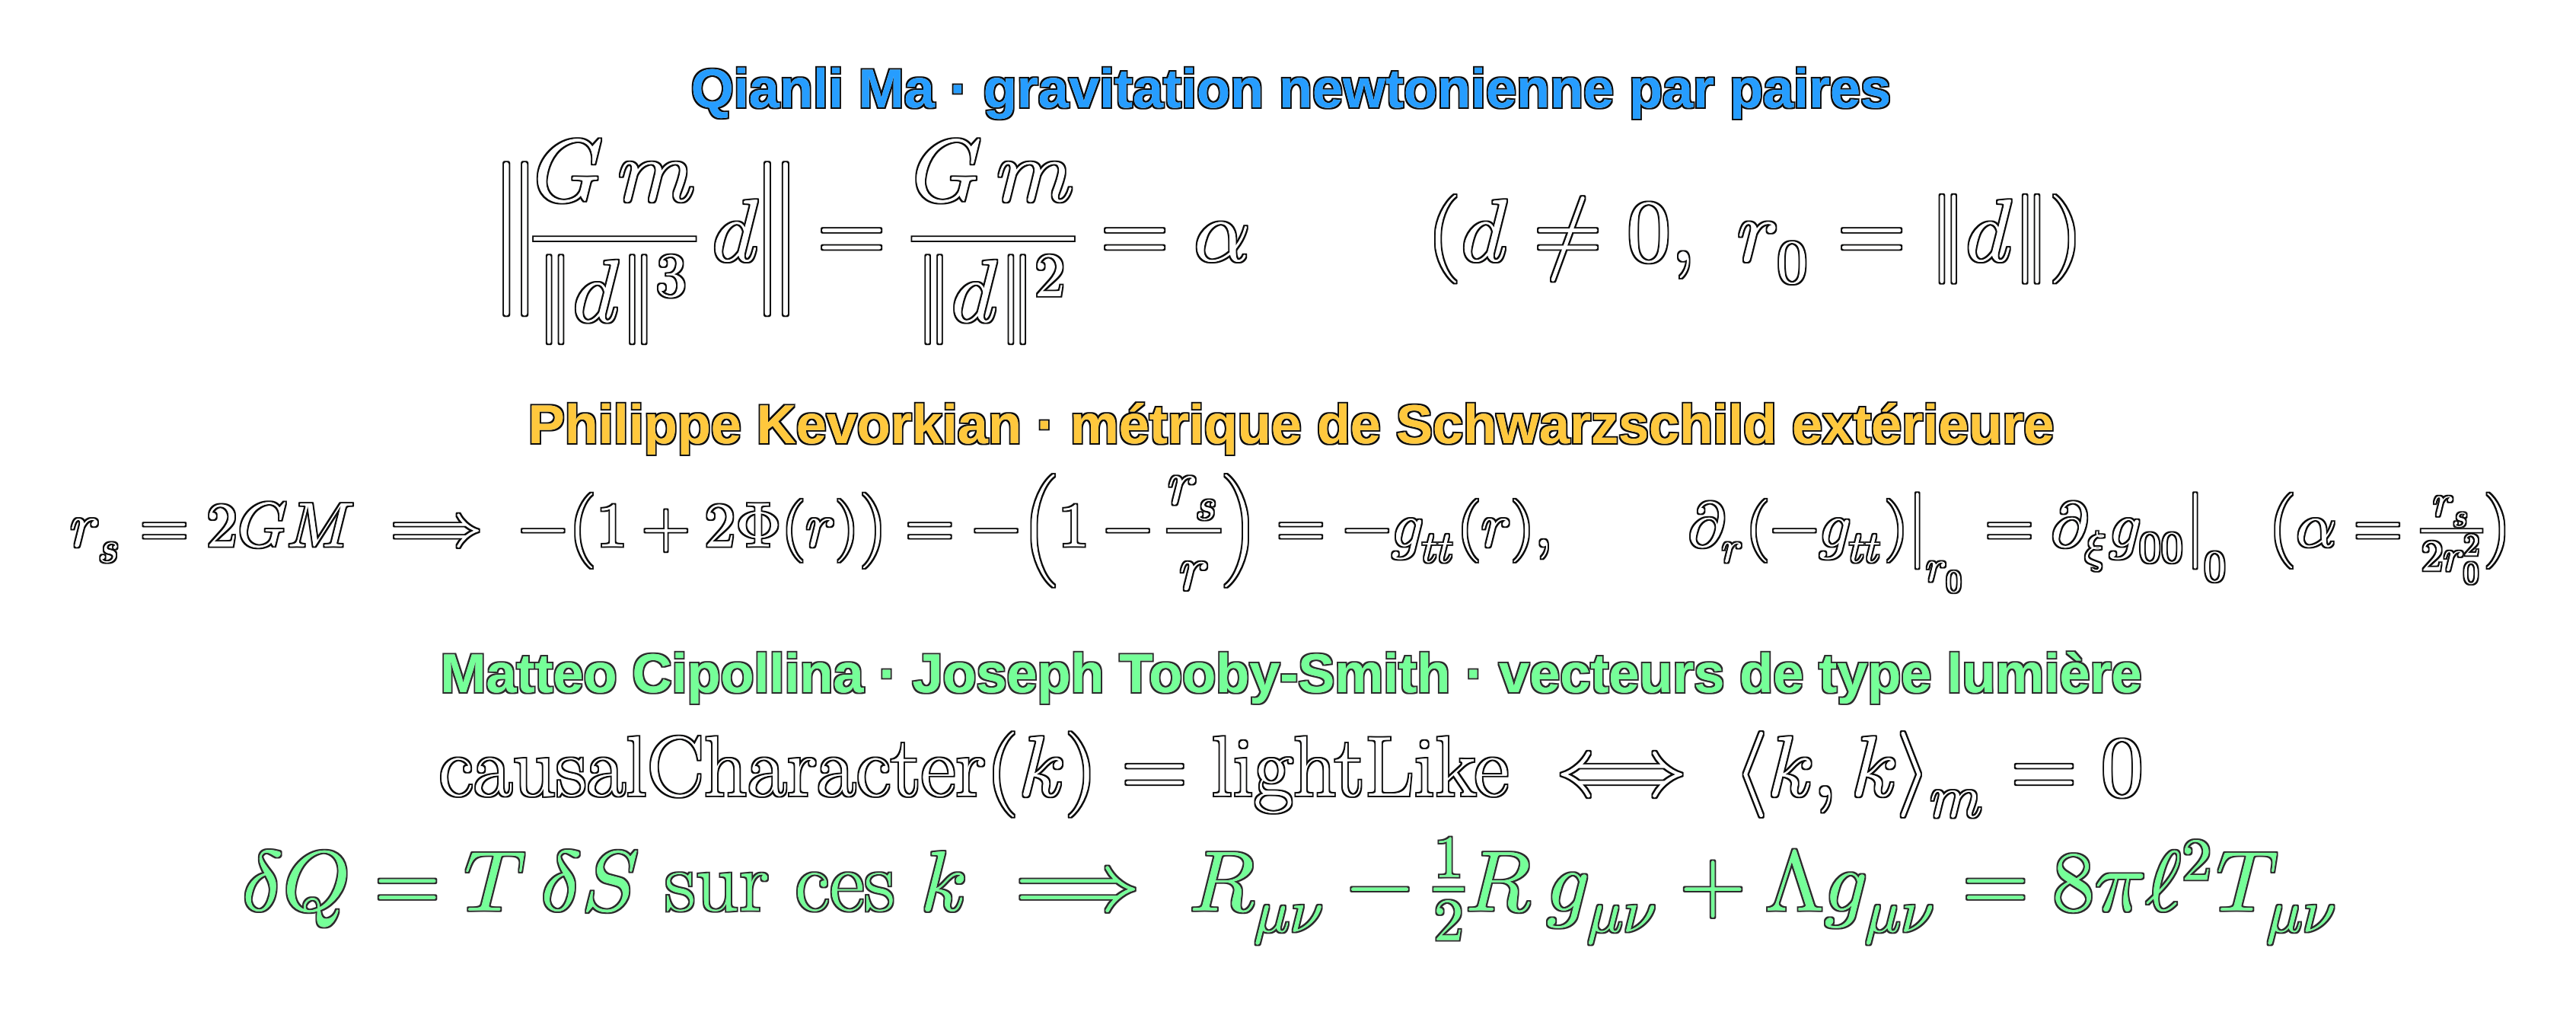 Qianli Ma · gravitation newtonienne par paires
‖(G m)/‖d‖³ d‖ = (G m)/‖d‖² = α (d ≠ 0, r₀ = ‖d‖)
Philippe Kevorkian · métrique de Schwarzschild extérieure
r_s = 2GM ⟹ −(1 + 2Φ(r)) = −(1 − r_s/r) = −g_tt(r), ∂_r(−g_tt)|_{r₀} = ∂_ξ g₀₀|₀ (α = r_s/(2r₀²))
Matteo Cipollina · Joseph Tooby-Smith · vecteurs de type lumière
causalCharacter(k) = lightLike ⟺ ⟨k, k⟩_m = 0
δQ = T δS sur ces k ⟹ R_μν − ½R g_μν + Λg_μν = 8πℓ²T_μν